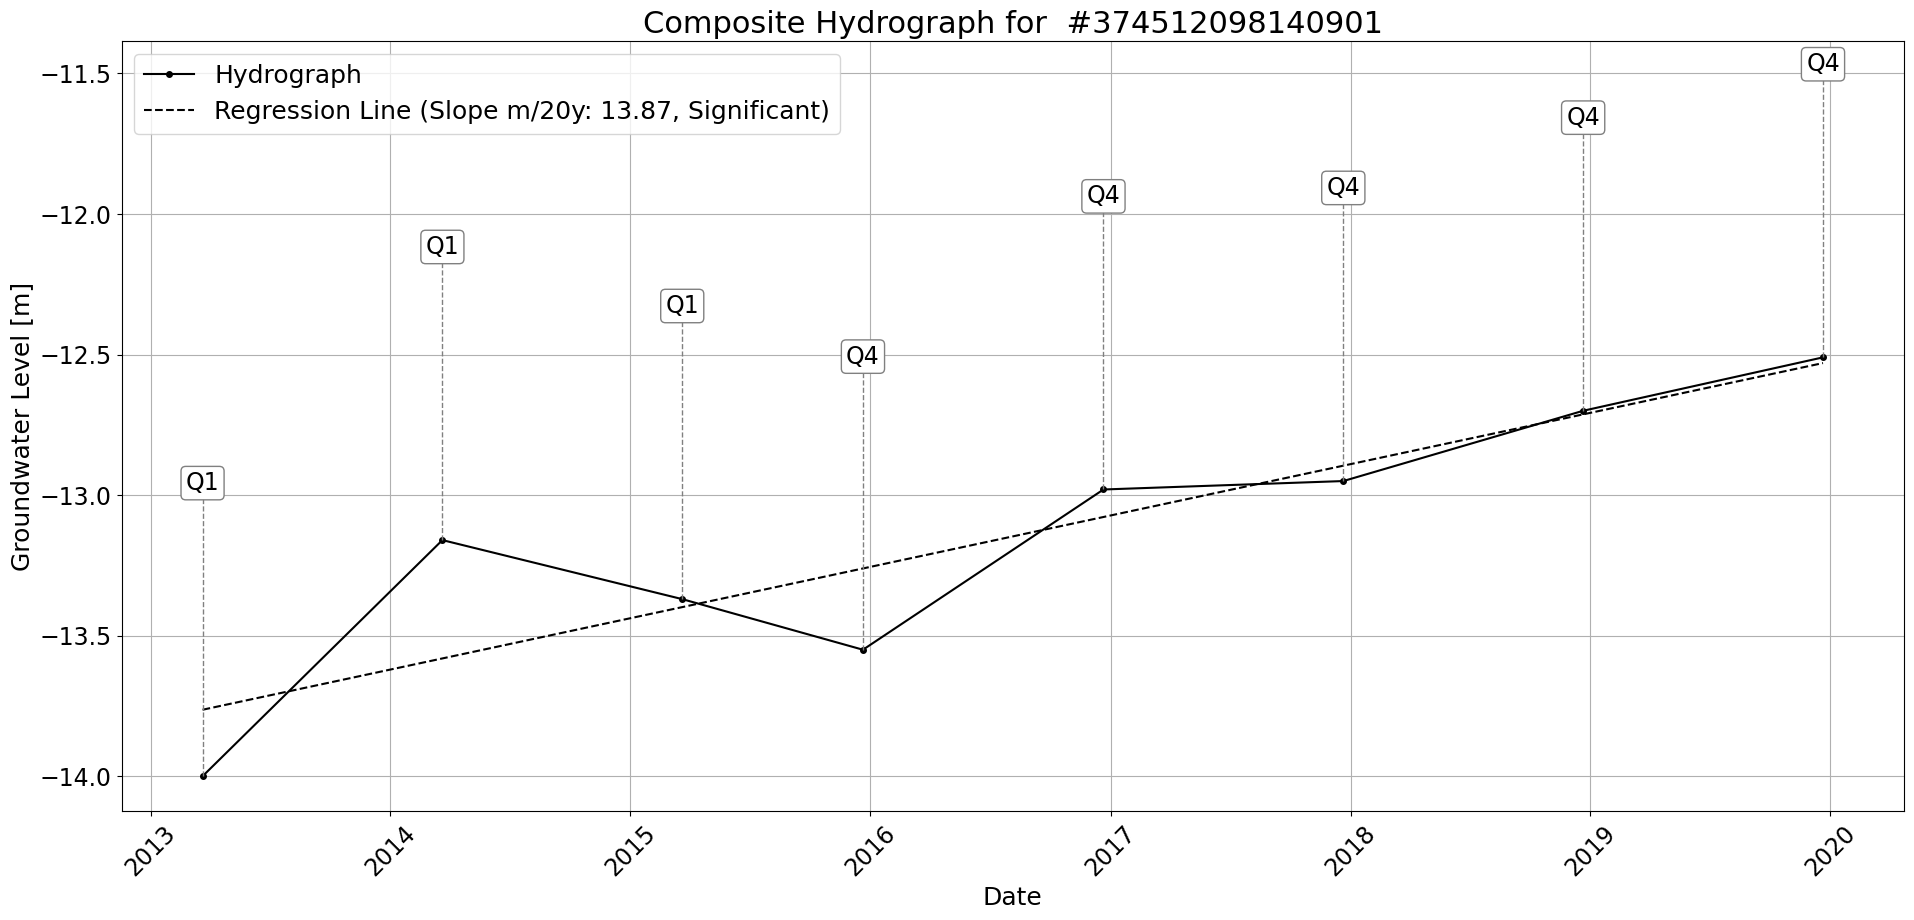 Composite Hydrograph for  #374512098140901
Hydrograph
Regression Line (Slope m/20y: 13.87, Significant)
Groundwater Level [m]
−11.5
−12.0
−12.5
−13.0
−13.5
−14.0
Q1
Q1
Q1
Q4
Q4
Q4
Q4
Q4
2013
2014
2015
2016
2017
2018
2019
2020
Date